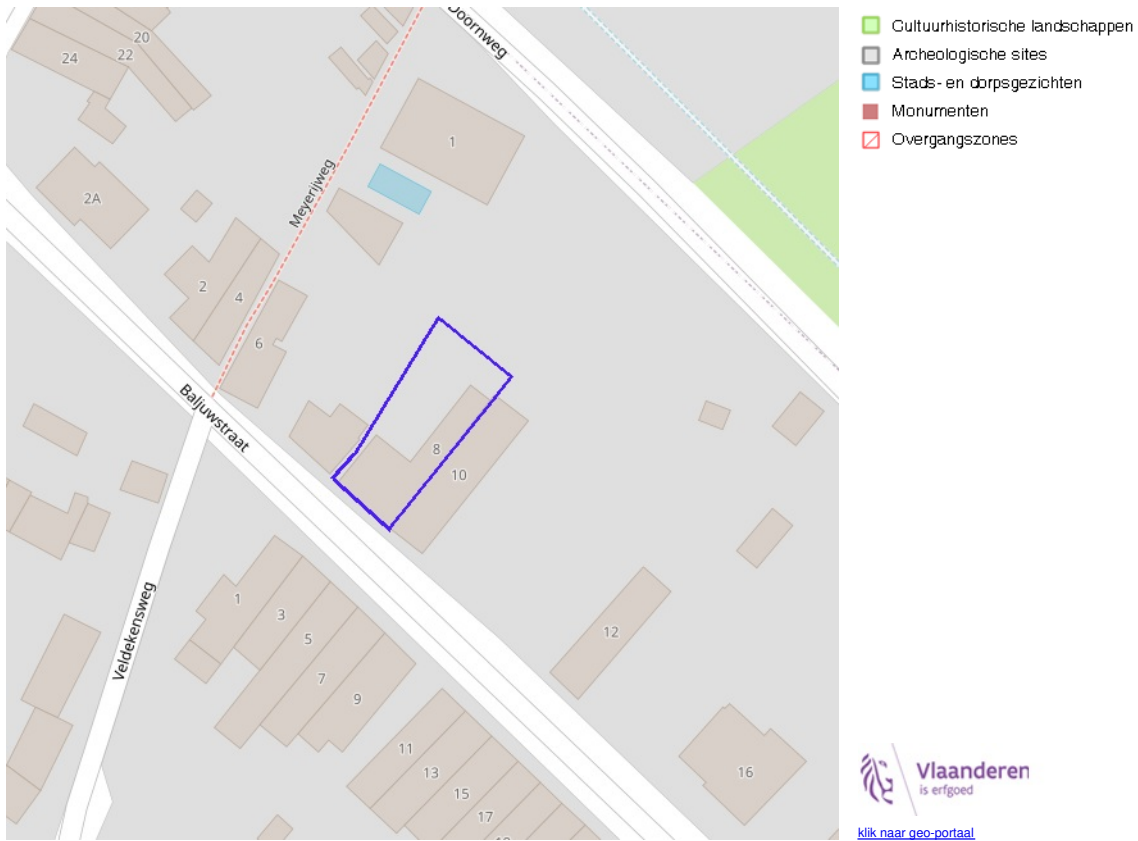 Doornweg
20
22
24
1
Meyerijweg
2A
2
4
6
Baljuwstraat
8
10
Veldekensweg
1
3
5
7
9
12
11
13
15
17
16
Cultuurhistorische landschappen
Archeologische sites
Stads- en dorpsgezichten
Monumenten
Overgangszones
Vlaanderen
is erfgoed
klik naar geo-portaal